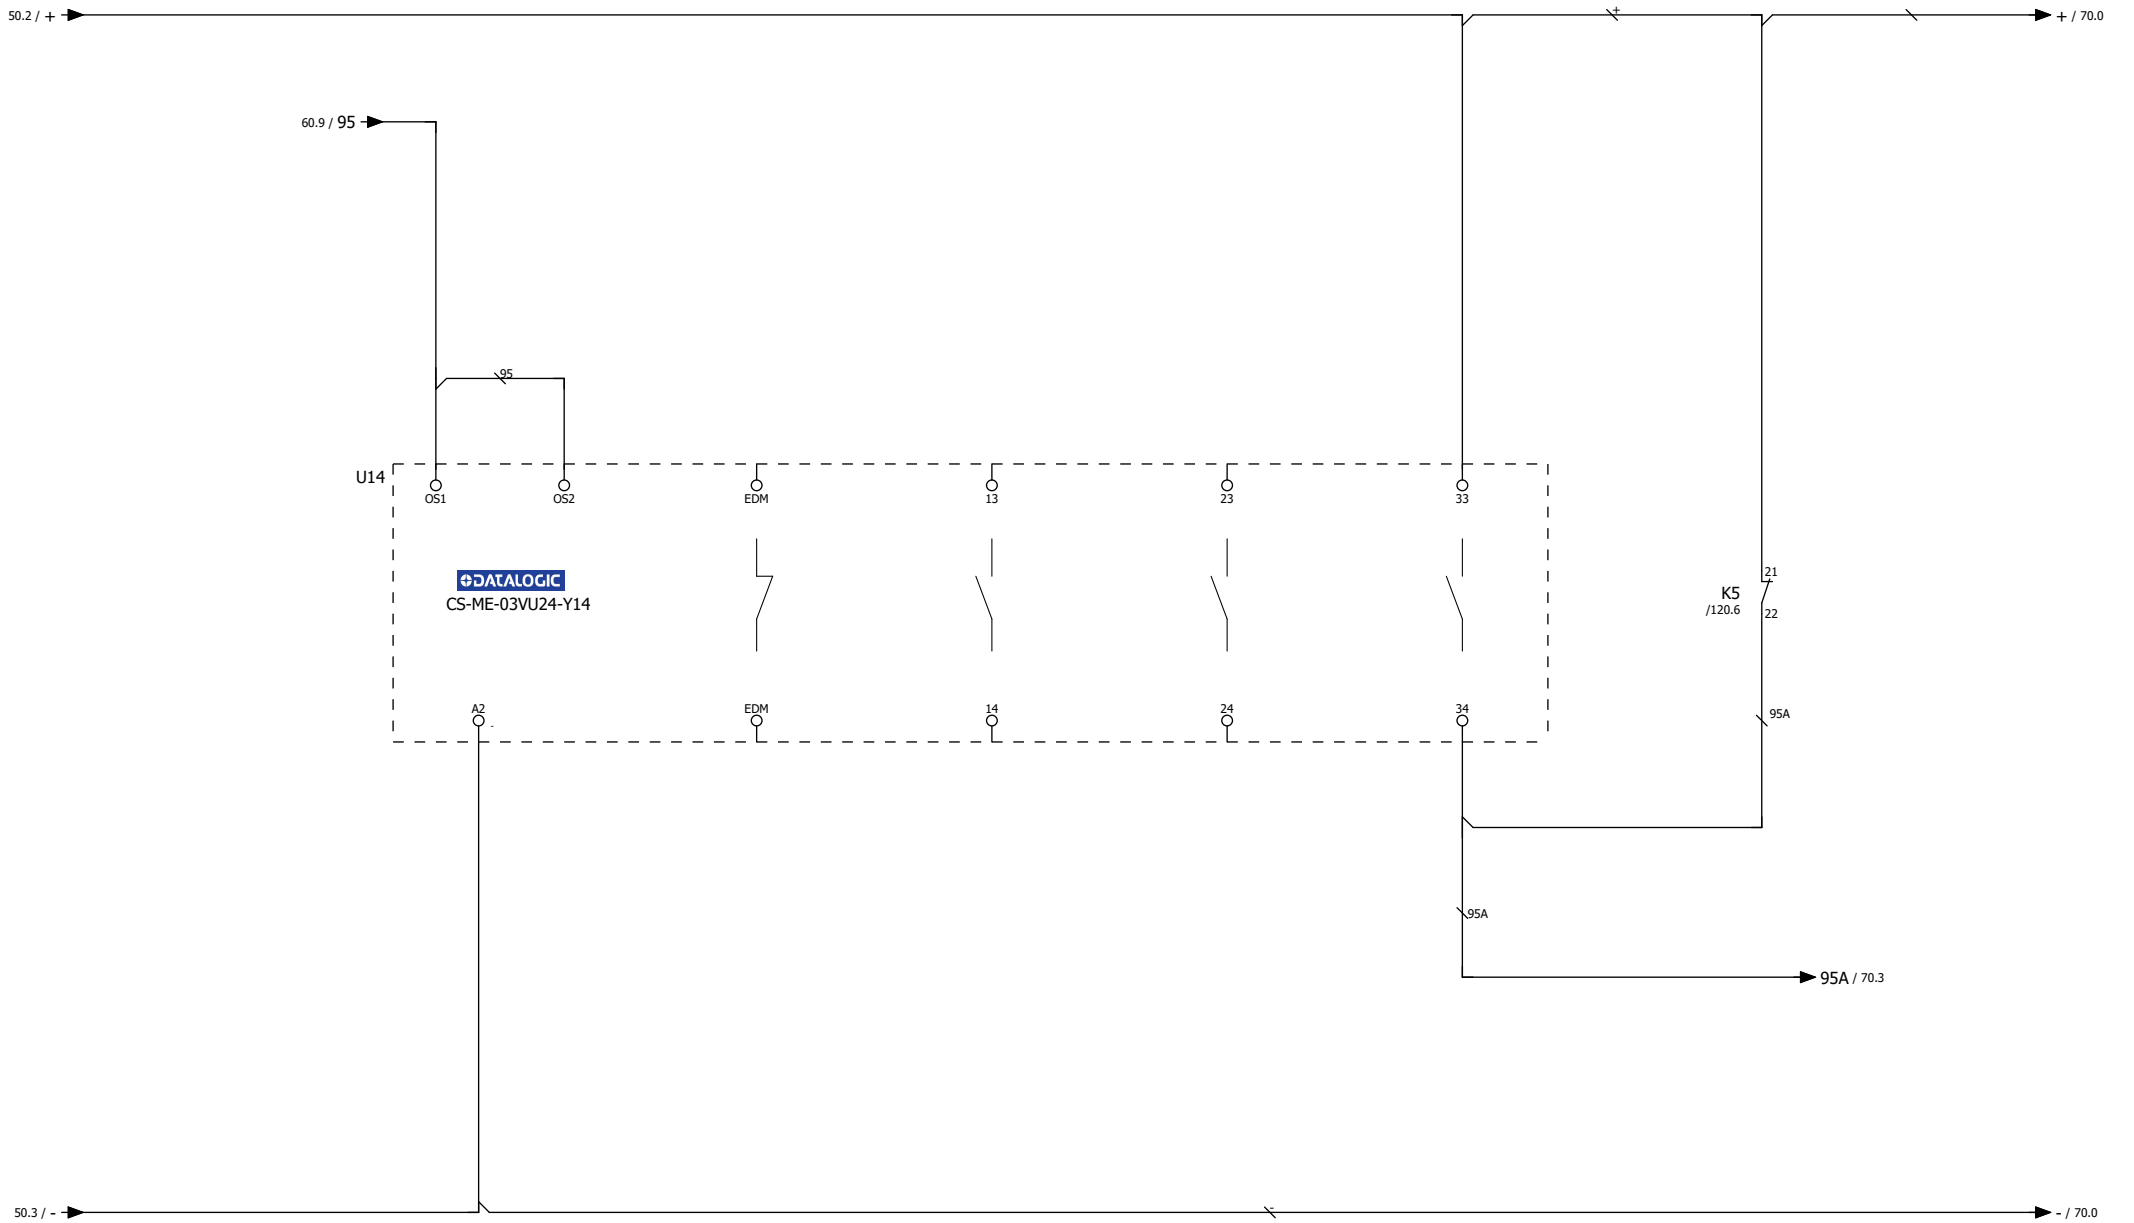 50.2 / +
+
+ / 70.0
60.9 / 95
95
U14
OS1
OS2
EDM
13
23
33
DATALOGIC
CS-ME-03VU24-Y14
21
K5
/120.6
22
A2
-
EDM
14
24
34
95A
95A
95A / 70.3
50.3 / -
-
- / 70.0